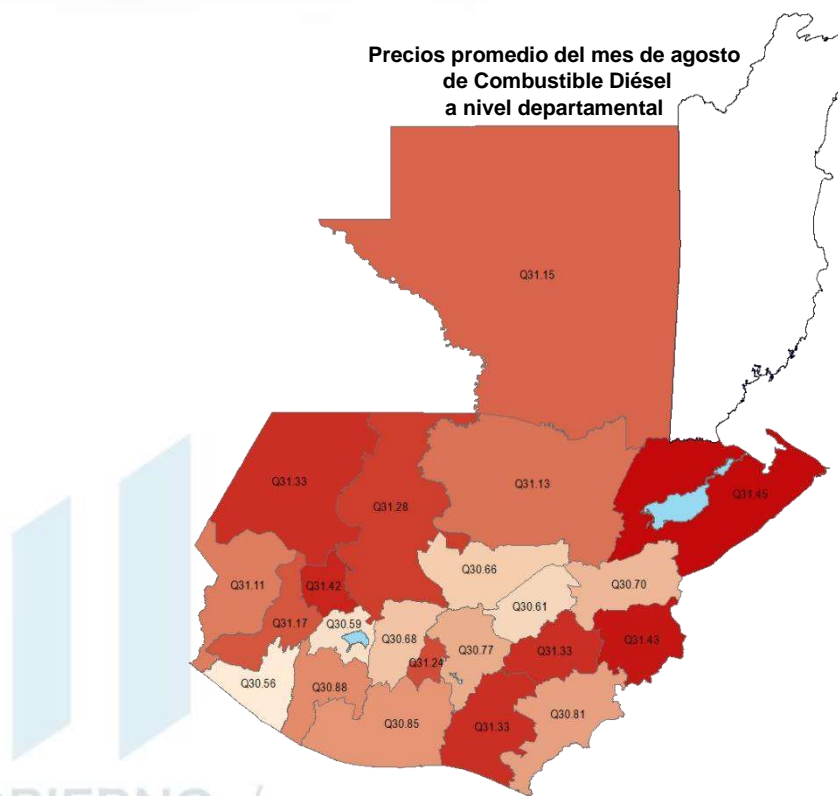 Precios promedio del mes de agosto
de Combustible Diésel
a nivel departamental
Q31.15
Q31.33
Q31.28
Q31.13
Q31.45
Q31.11
Q31.42
Q30.66
Q30.70
Q30.61
Q31.17
Q30.59
Q30.68
Q30.77
Q31.33
Q31.43
Q31.24
Q30.56
Q30.88
Q30.85
Q31.33
Q30.81